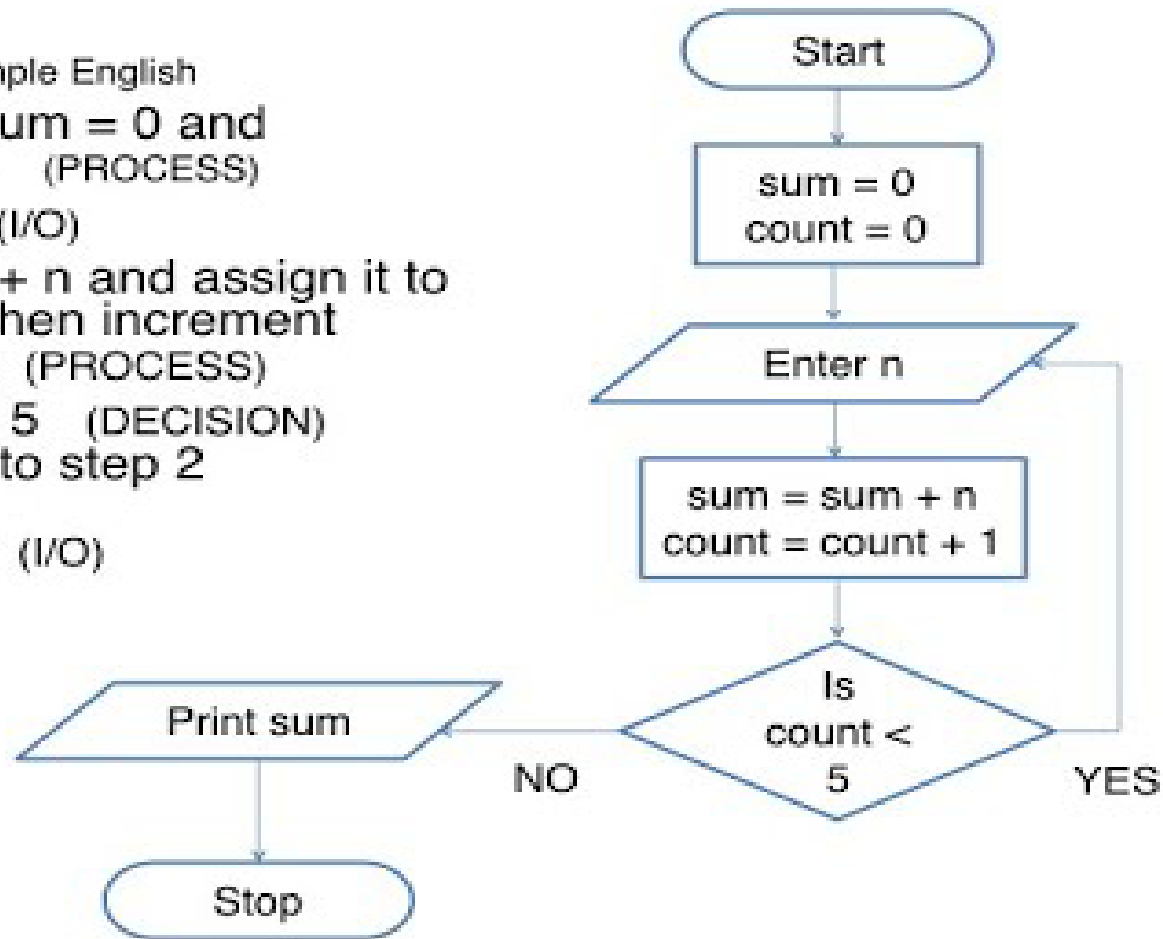 ple English
um = 0 and
(PROCESS)
(I/O)
+ n and assign it to
hen increment
(PROCESS)
5 (DECISION)
to step 2
(I/O)
Start
sum = 0
count = 0
Enter n
sum = sum + n
count = count + 1
Is
count <
5
YES
NO
Print sum
Stop